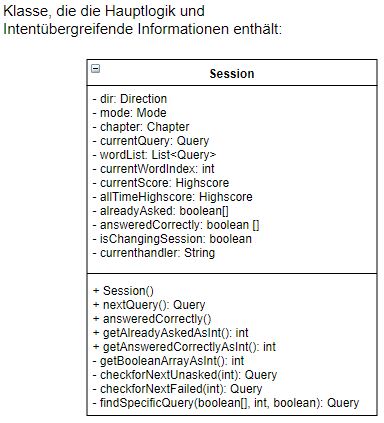 Klasse, die die Hauptlogik und
Intentübergreifende Informationen enthält:
Session
- dir: Direction
- mode: Mode
- chapter: Chapter
- currentQuery: Query
- wordList: List<Query>
- currentWordIndex: int
- currentScore: Highscore
- allTimeHighscore: Highscore
- alreadyAsked: boolean[]
- answeredCorrectly: boolean []
- isChangingSession: boolean
- currenthandler: String
+ Session()
+ nextQuery(): Query
+ answeredCorrectly()
+ getAlreadyAskedAsInt(): int
+ getAnsweredCorrectlyAsInt(): int
- getBooleanArrayAsInt(): int
- checkforNextUnasked(int): Query
- checkforNextFailed(int): Query
- findSpecificQuery(boolean[], int, boolean): Query